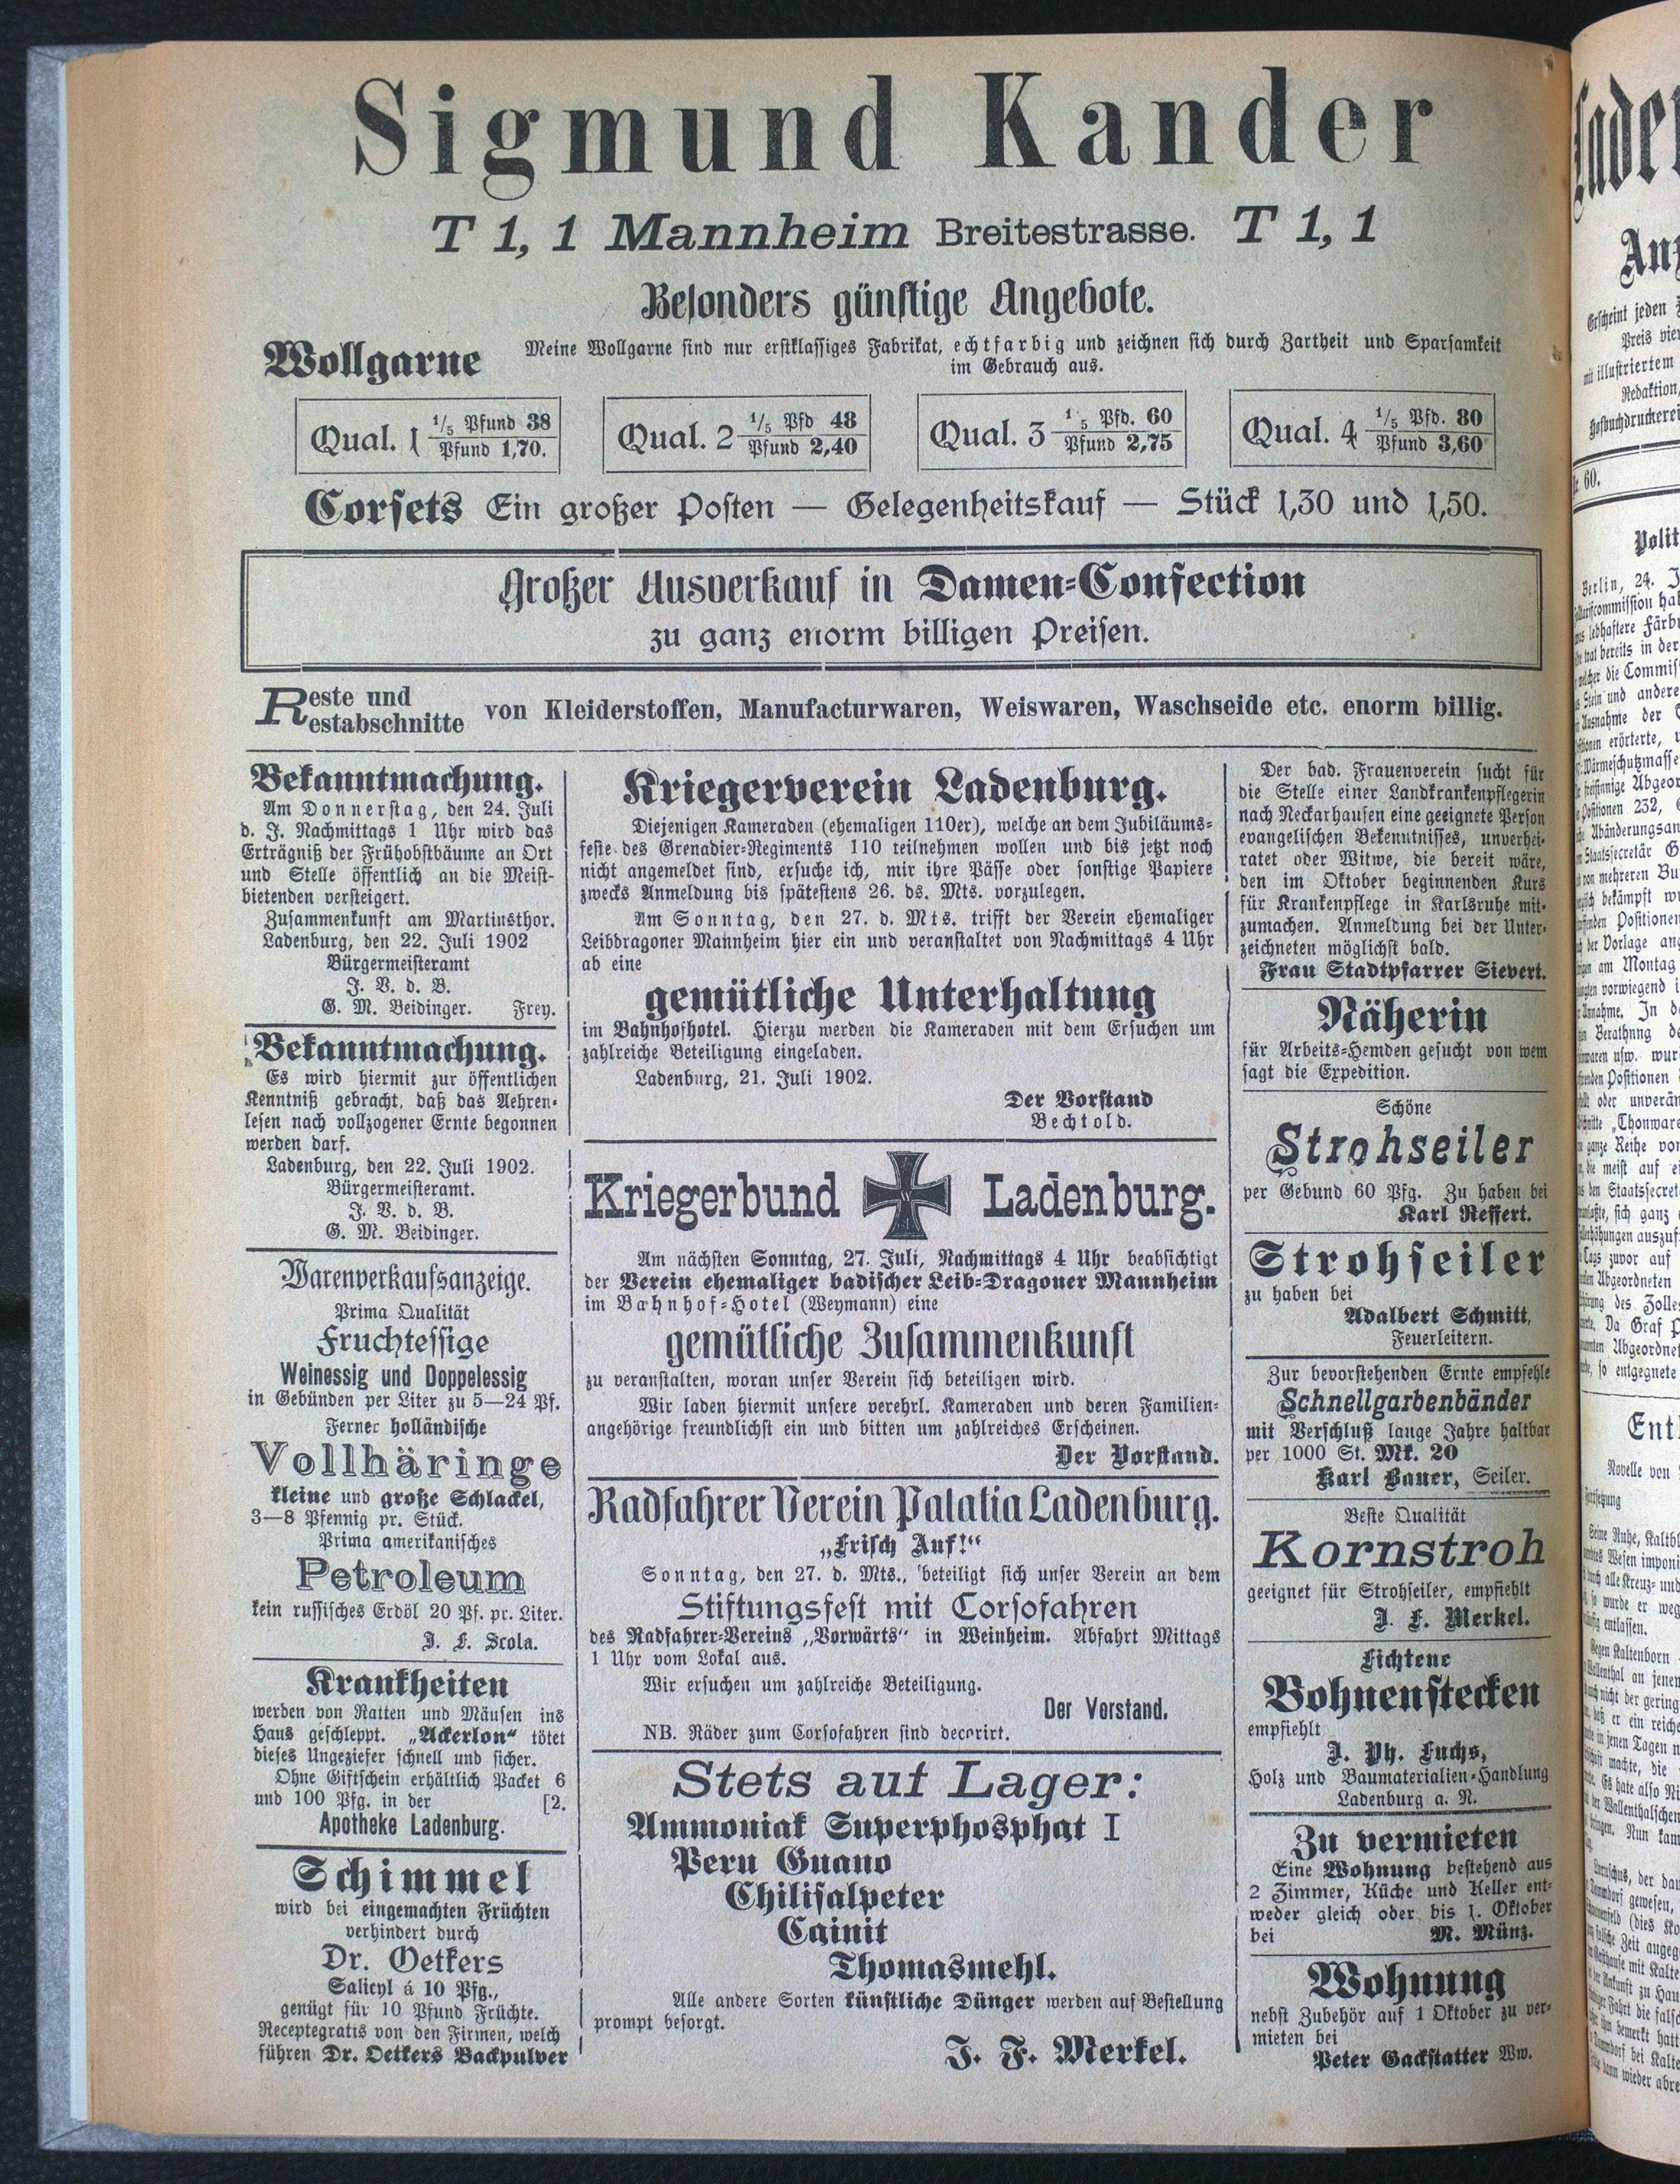 Sigmund Kander
T 1, 1 Mannheim Breitestrasse. T 1, 1
Besonders günstige Angebote.
Wollgarne Meine Wollgarne sind nur erstklassiges Fabrikat, echtfarbig und zeichnen sich durch Zartheit und Sparsamkeit
im Gebrauch aus.
Qual. 1 1/5 Pfund 38
Pfund 1,70.
Qual. 2 1/5 Pfd 48
Pfund 2,40
Qual. 3 1/5 Pfd. 60
Pfund 2,75
Qual. 4 1/5 Pfd. 80
Pfund 3,60
Corsets Ein großer Posten — Gelegenheitskauf — Stück 1,30 und 1,50.
Großer Ausverkauf in Damen-Confection
zu ganz enorm billigen Preisen.
Reste und
Restabschnitte von Kleiderstoffen, Manufacturwaren, Weiswaren, Waschseide etc. enorm billig.
Bekanntmachung.
Am Donnerstag, den 24. Juli
d. J. Nachmittags 1 Uhr wird das
Erträgniß der Frühobstbäume an Ort
und Stelle öffentlich an die Meist-
bietenden versteigert.
Zusammenkunft am Martinsthor.
Ladenburg, den 22. Juli 1902
Bürgermeisteramt
J. V. d. B.
G. M. Beidinger. Frey.
Bekanntmachung.
Es wird hiermit zur öffentlichen
Kenntniß gebracht, daß das Aehren-
lesen nach vollzogener Ernte begonnen
werden darf.
Ladenburg, den 22. Juli 1902.
Bürgermeisteramt.
J. V. d. B.
G. M. Beidinger.
Warenverkaufsanzeige.
Prima Qualität
Fruchtessige
Weinessig und Doppelessig
in Gebünden per Liter zu 5—24 Pf.
Ferner holländische
Vollhäringe
kleine und große Schlackel,
3—8 Pfennig pr. Stück.
Prima amerikanisches
Petroleum
kein russisches Erdöl 20 Pf. pr. Liter.
J. F. Scola.
Krankheiten
werden von Ratten und Mäusen ins
Haus geschleppt. „Ackerlon“ tötet
dieses Ungeziefer schnell und sicher.
Ohne Giftschein erhältlich Packet 6
und 100 Pfg. in der [2.
Apotheke Ladenburg.
Schimmel
wird bei eingemachten Früchten
verhindert durch
Dr. Oetkers
Salicyl á 10 Pfg.,
genügt für 10 Pfund Früchte.
Receptegratis von den Firmen, welch
führen Dr. Oetkers Backpulver
Kriegerverein Ladenburg.
Diejenigen Kameraden (ehemaligen 110er), welche an dem Jubiläums-
feste des Grenadier-Regiments 110 teilnehmen wollen und bis jetzt noch
nicht angemeldet sind, ersuche ich, mir ihre Pässe oder sonstige Papiere
zwecks Anmeldung bis spätestens 26. ds. Mts. vorzulegen.
Am Sonntag, den 27. d. Mts. trifft der Verein ehemaliger
Leibdragoner Mannheim hier ein und veranstaltet von Nachmittags 4 Uhr
ab eine
gemütliche Unterhaltung
im Bahnhofhotel. Hierzu werden die Kameraden mit dem Ersuchen um
zahlreiche Beteiligung eingeladen.
Ladenburg, 21. Juli 1902.
Der Vorstand
Bechtold.
Kriegerbund Ladenburg.
Am nächsten Sonntag, 27. Juli, Nachmittags 4 Uhr beabsichtigt
der Verein ehemaliger badischer Leib-Dragoner Mannheim
im Bahnhof-Hotel (Weymann) eine
gemütliche Zusammenkunft
zu veranstalten, woran unser Verein sich beteiligen wird.
Wir laden hiermit unsere verehrl. Kameraden und deren Familien-
angehörige freundlichst ein und bitten um zahlreiches Erscheinen.
Der Vorstand.
Radfahrer Verein Palatia Ladenburg.
„Frisch Auf!“
Sonntag, den 27. d. Mts., beteiligt sich unser Verein an dem
Stiftungsfest mit Corsofahren
des Radfahrer-Vereins „Vorwärts“ in Weinheim. Abfahrt Mittags
1 Uhr vom Lokal aus.
Wir ersuchen um zahlreiche Beteiligung.
Der Vorstand.
NB. Räder zum Corsofahren sind decorirt.
Stets auf Lager:
Ammoniak Superphosphat I
Peru Guano
Chilisalpeter
Cainit
Thomasmehl.
Alle andere Sorten künstliche Dünger werden auf Bestellung
prompt besorgt.
J. F. Merkel.
Der bad. Frauenverein sucht für
die Stelle einer Landkrankenpflegerin
nach Neckarhausen eine geeignete Person
evangelischen Bekenntnisses, unverhei-
ratet oder Witwe, die bereit wäre,
den im Oktober beginnenden Kurs
für Krankenpflege in Karlsruhe mit-
zumachen. Anmeldung bei der Unter-
zeichneten möglichst bald.
Frau Stadtpfarrer Sievert.
Näherin
für Arbeits-Hemden gesucht von wem
sagt die Expedition.
Schöne
Strohseiler
per Gebund 60 Pfg. Zu haben bei
Karl Reffert.
Strohseiler
zu haben bei
Adalbert Schmitt,
Feuerleitern.
Zur bevorstehenden Ernte empfehle
Schnellgarbenbänder
mit Verschluß lange Jahre haltbar
per 1000 St. Mk. 20
Karl Bauer, Seiler.
Beste Qualität
Kornstroh
geeignet für Strohseiler, empfiehlt
J. F. Merkel.
Fichtene
Bohnenstecken
empfiehlt
J. Ph. Fuchs,
Holz und Baumaterialien-Handlung
Ladenburg a. N.
Zu vermieten
Eine Wohnung bestehend aus
2 Zimmer, Küche und Keller ent-
weder gleich oder bis 1. Oktober
bei M. Münz.
Wohnung
nebst Zubehör auf 1 Oktober zu ver-
mieten bei
Peter Gackstatter Ww.